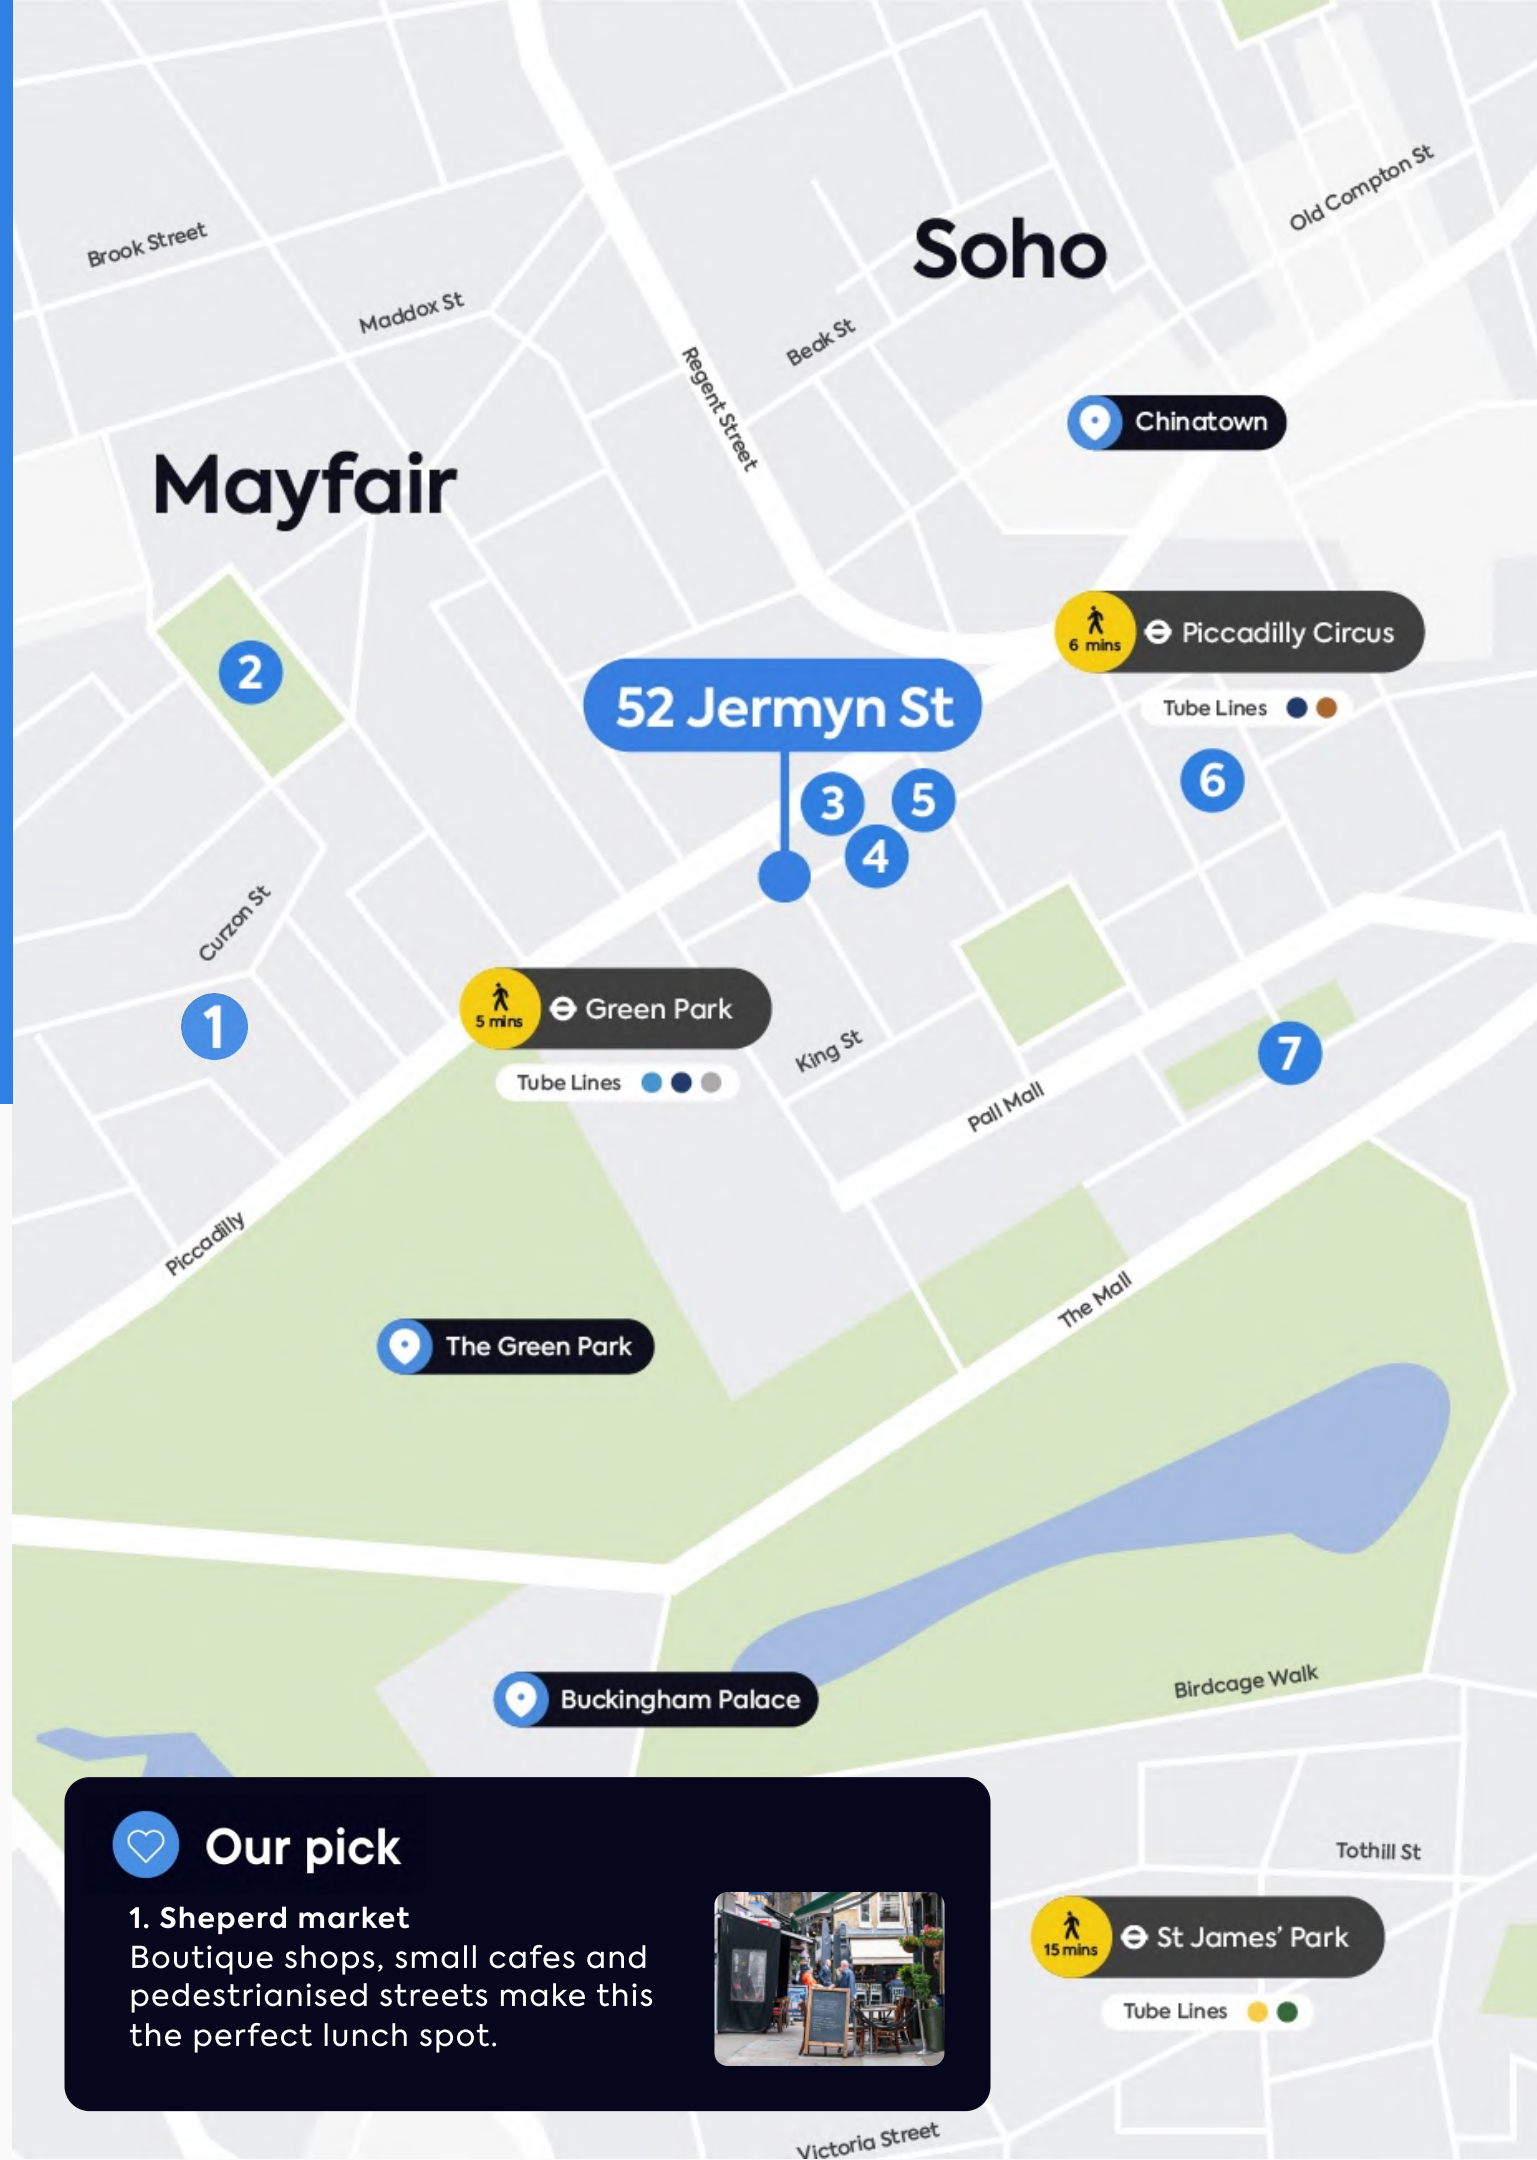 Old Compton St
Brook Street
Soho
Maddox St
Beak St
Regent Street
Chinatown
Mayfair
6 mins
Piccadilly Circus
Tube Lines
2
52 Jermyn St
3
5
6
4
Curzon St
1
5 mins
Green Park
Tube Lines
King St
7
Pall Mall
Piccadilly
The Mall
The Green Park
Buckingham Palace
Birdcage Walk
Our pick
1. Sheperd market
Boutique shops, small cafes and
pedestrianised streets make this
the perfect lunch spot.
Tothill St
15 mins
St James’ Park
Tube Lines
Victoria Street